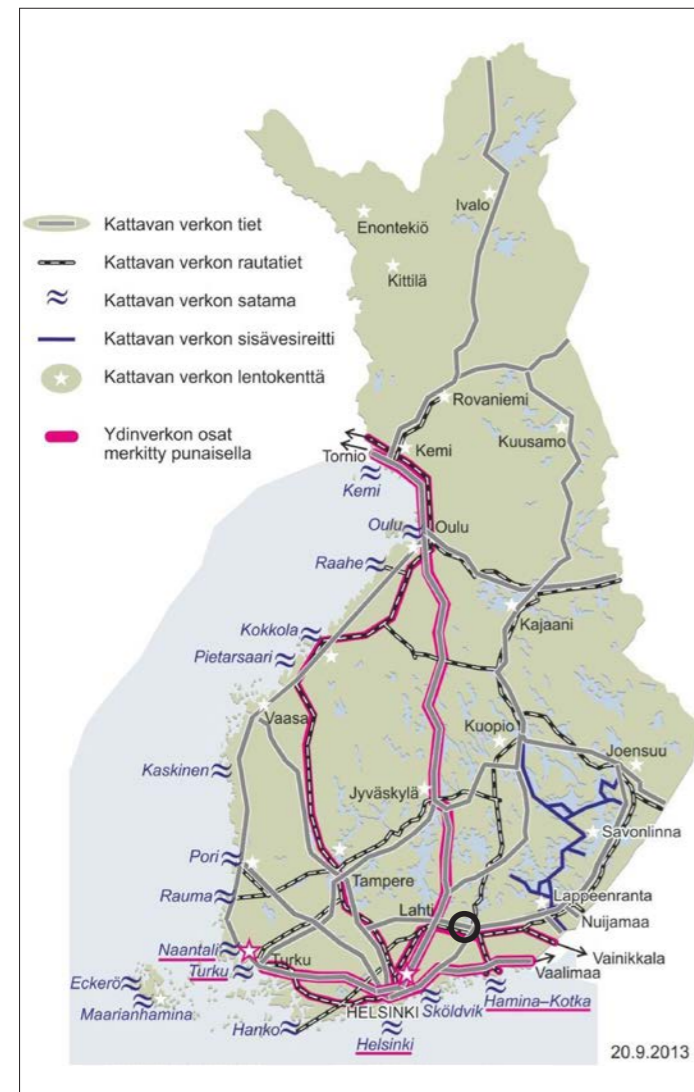 Kattavan verkon tiet
Kattavan verkon rautatiet
Kattavan verkon satama
Kattavan verkon sisävesireitti
Kattavan verkon lentokenttä
Ydinverkon osat
merkitty punaisella
Ivalo
Enontekiö
Kittilä
Rovaniemi
Kuusamo
Tornio
Kemi
Kemi
Oulu
Oulu
Raahe
Kajaani
Kokkola
Pietarsaari
Vaasa
Kuopio
Joensuu
Kaskinen
Jyväskylä
Savonlinna
Pori
Tampere
Rauma
Lappeenranta
Lahti
Nuijamaa
Naantali
Turku
Turku
Vainikkala
Vaalimaa
Eckerö
Maarianhamina
Sköldvik
Hamina–Kotka
HELSINKI
Hanko
Helsinki
20.9.2013